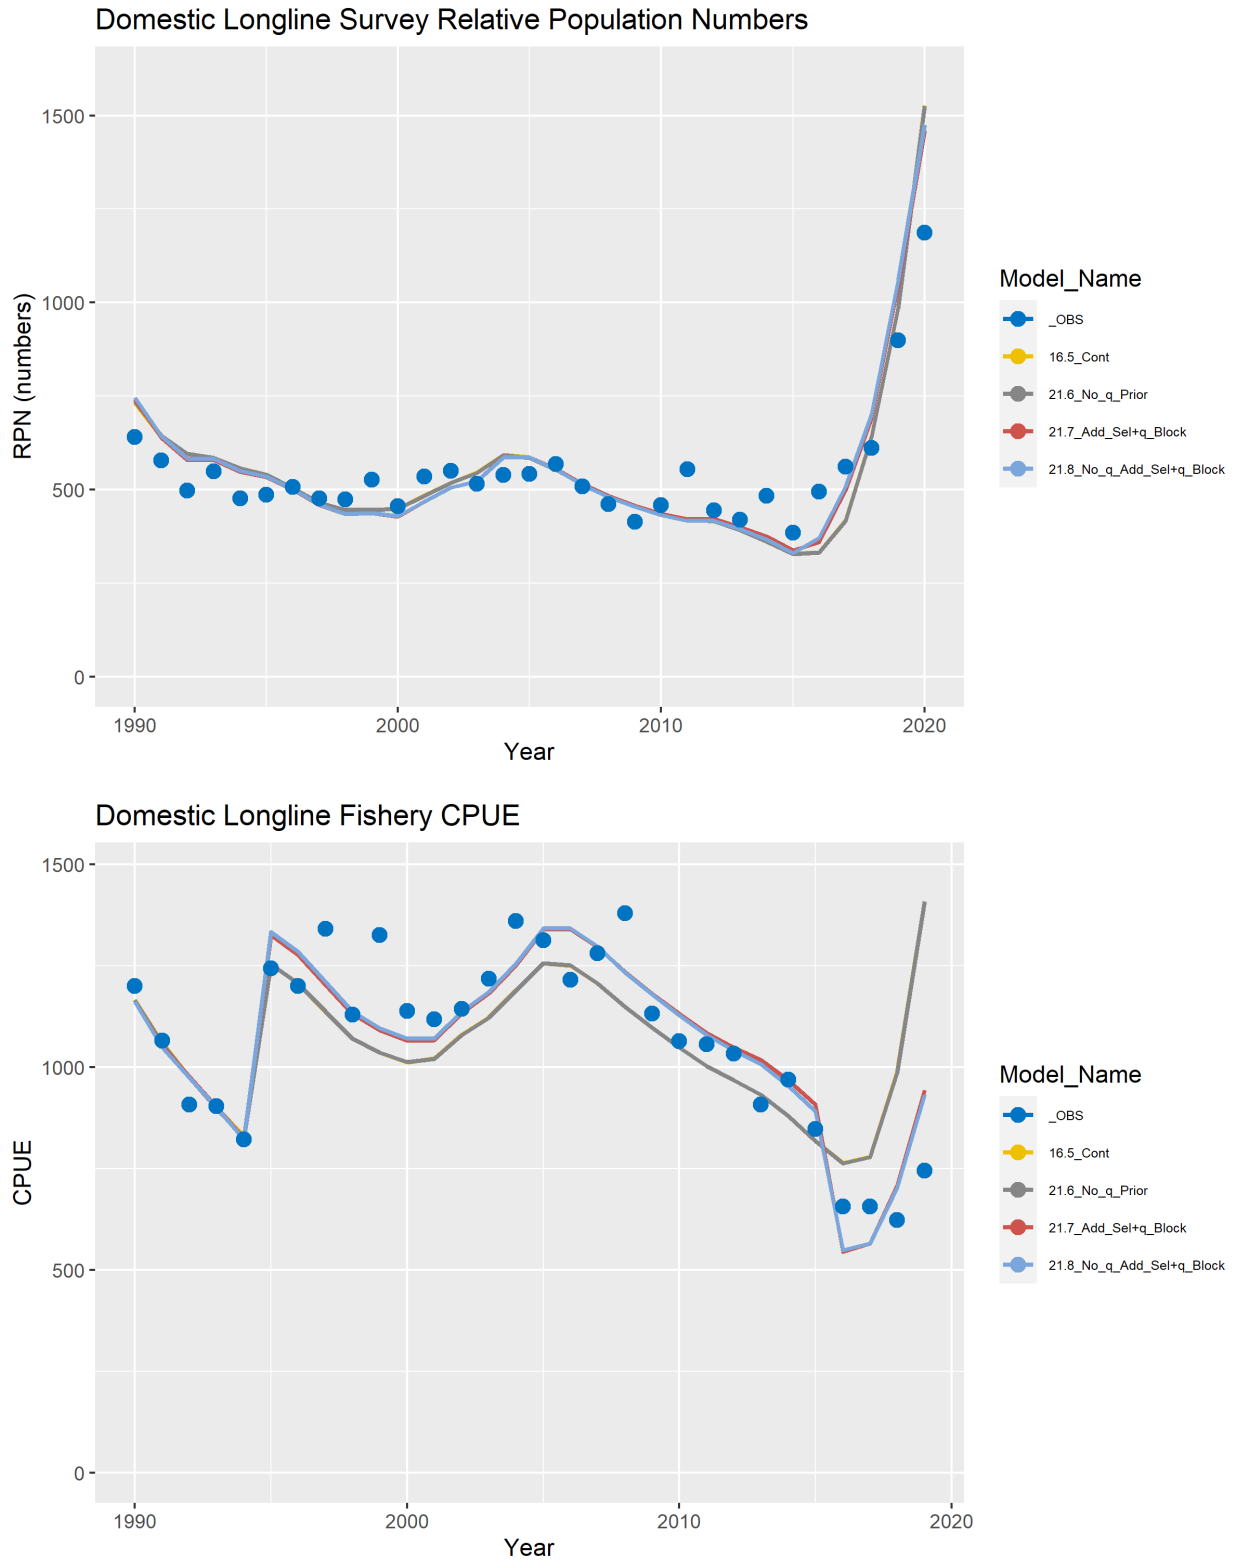 Domestic Longline Survey Relative Population Numbers
1500
1000
500
0
RPN (numbers)
1990
2000
2010
2020
Year
Model_Name
_OBS
16.5_Cont
21.6_No_q_Prior
21.7_Add_Sel+q_Block
21.8_No_q_Add_Sel+q_Block
Domestic Longline Fishery CPUE
1500
1000
500
0
CPUE
1990
2000
2010
2020
Year
Model_Name
_OBS
16.5_Cont
21.6_No_q_Prior
21.7_Add_Sel+q_Block
21.8_No_q_Add_Sel+q_Block